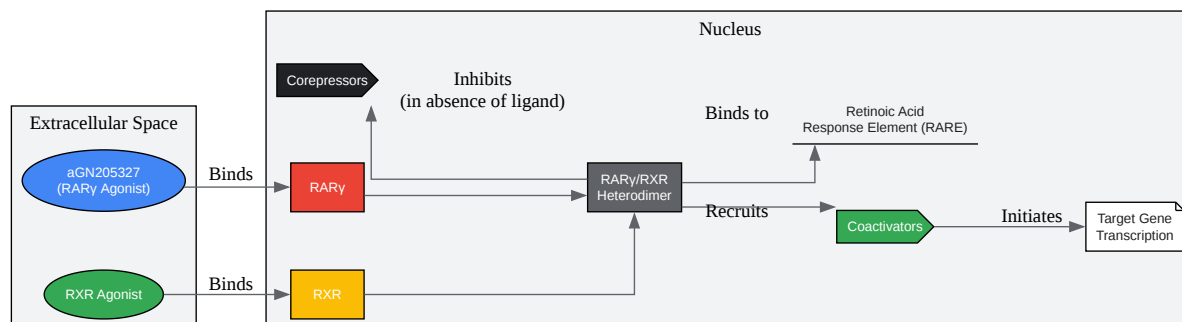 Nucleus
Corepressors
Inhibits
(in absence of ligand)
Binds to
Retinoic Acid
Response Element (RARE)
Extracellular Space
aGN205327
(RARγ Agonist)
Binds
RARγ
RARγ/RXR
Heterodimer
Recruits
Coactivators
Initiates
Target Gene
Transcription
RXR Agonist
Binds
RXR